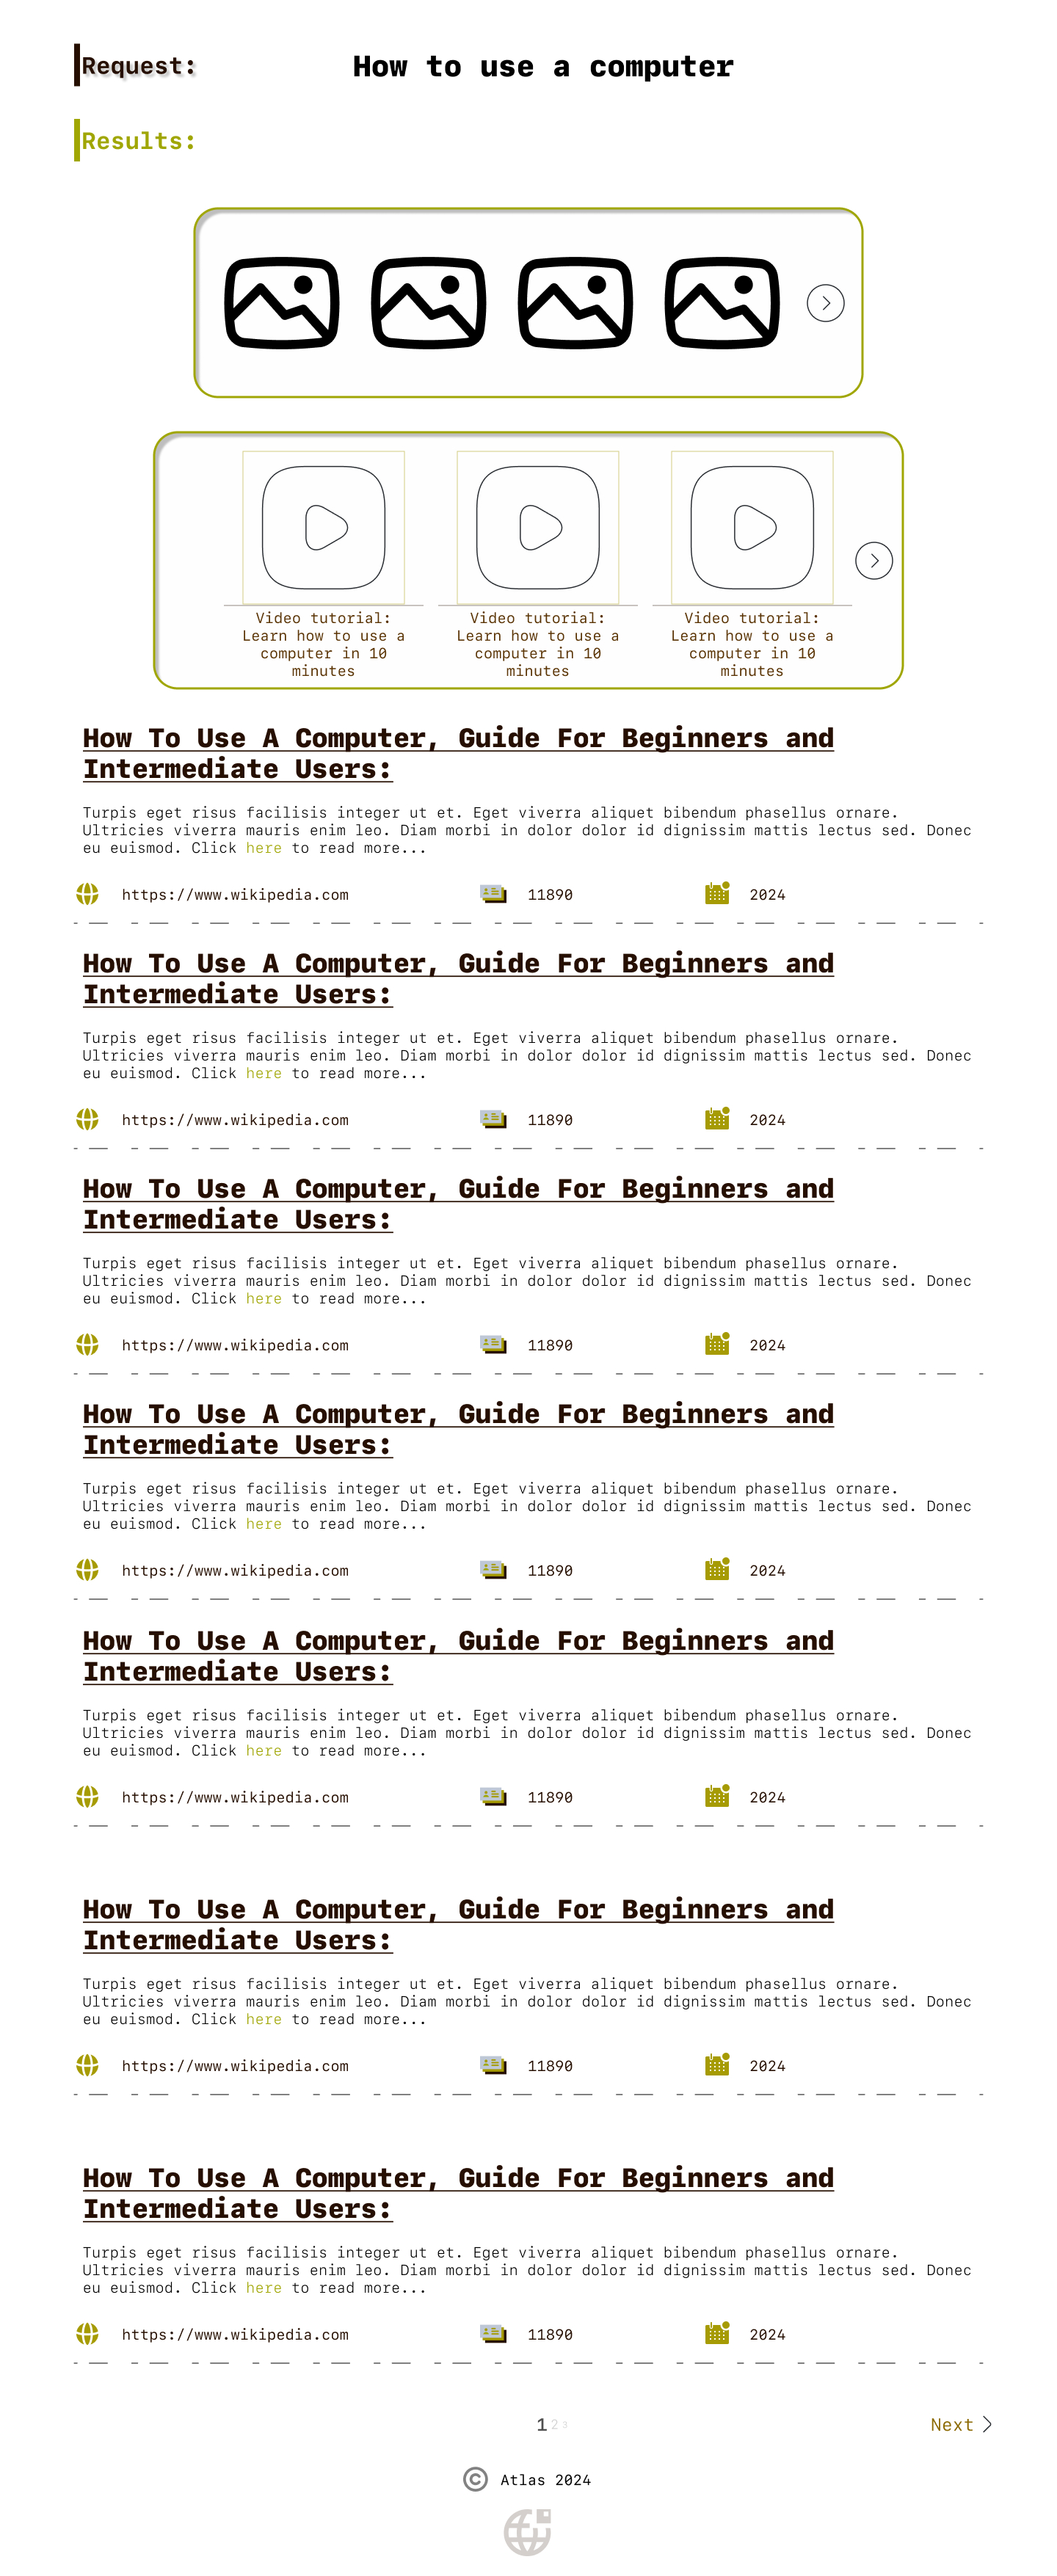 Request:
How to use a computer
Results:
Video tutorial:
Learn how to use a
computer in 10
minutes
Video tutorial:
Learn how to use a
computer in 10
minutes
Video tutorial:
Learn how to use a
computer in 10
minutes
How To Use A Computer, Guide For Beginners and
Intermediate Users:
Turpis eget risus facilisis integer ut et. Eget viverra aliquet bibendum phasellus ornare.
Ultricies viverra mauris enim leo. Diam morbi in dolor dolor id dignissim mattis lectus sed. Donec
eu euismod. Click here to read more...
https://www.wikipedia.com 11890 2024
How To Use A Computer, Guide For Beginners and
Intermediate Users:
Turpis eget risus facilisis integer ut et. Eget viverra aliquet bibendum phasellus ornare.
Ultricies viverra mauris enim leo. Diam morbi in dolor dolor id dignissim mattis lectus sed. Donec
eu euismod. Click here to read more...
https://www.wikipedia.com 11890 2024
How To Use A Computer, Guide For Beginners and
Intermediate Users:
Turpis eget risus facilisis integer ut et. Eget viverra aliquet bibendum phasellus ornare.
Ultricies viverra mauris enim leo. Diam morbi in dolor dolor id dignissim mattis lectus sed. Donec
eu euismod. Click here to read more...
https://www.wikipedia.com 11890 2024
How To Use A Computer, Guide For Beginners and
Intermediate Users:
Turpis eget risus facilisis integer ut et. Eget viverra aliquet bibendum phasellus ornare.
Ultricies viverra mauris enim leo. Diam morbi in dolor dolor id dignissim mattis lectus sed. Donec
eu euismod. Click here to read more...
https://www.wikipedia.com 11890 2024
How To Use A Computer, Guide For Beginners and
Intermediate Users:
Turpis eget risus facilisis integer ut et. Eget viverra aliquet bibendum phasellus ornare.
Ultricies viverra mauris enim leo. Diam morbi in dolor dolor id dignissim mattis lectus sed. Donec
eu euismod. Click here to read more...
https://www.wikipedia.com 11890 2024
How To Use A Computer, Guide For Beginners and
Intermediate Users:
Turpis eget risus facilisis integer ut et. Eget viverra aliquet bibendum phasellus ornare.
Ultricies viverra mauris enim leo. Diam morbi in dolor dolor id dignissim mattis lectus sed. Donec
eu euismod. Click here to read more...
https://www.wikipedia.com 11890 2024
How To Use A Computer, Guide For Beginners and
Intermediate Users:
Turpis eget risus facilisis integer ut et. Eget viverra aliquet bibendum phasellus ornare.
Ultricies viverra mauris enim leo. Diam morbi in dolor dolor id dignissim mattis lectus sed. Donec
eu euismod. Click here to read more...
https://www.wikipedia.com 11890 2024
1 2 3 Next
© Atlas 2024